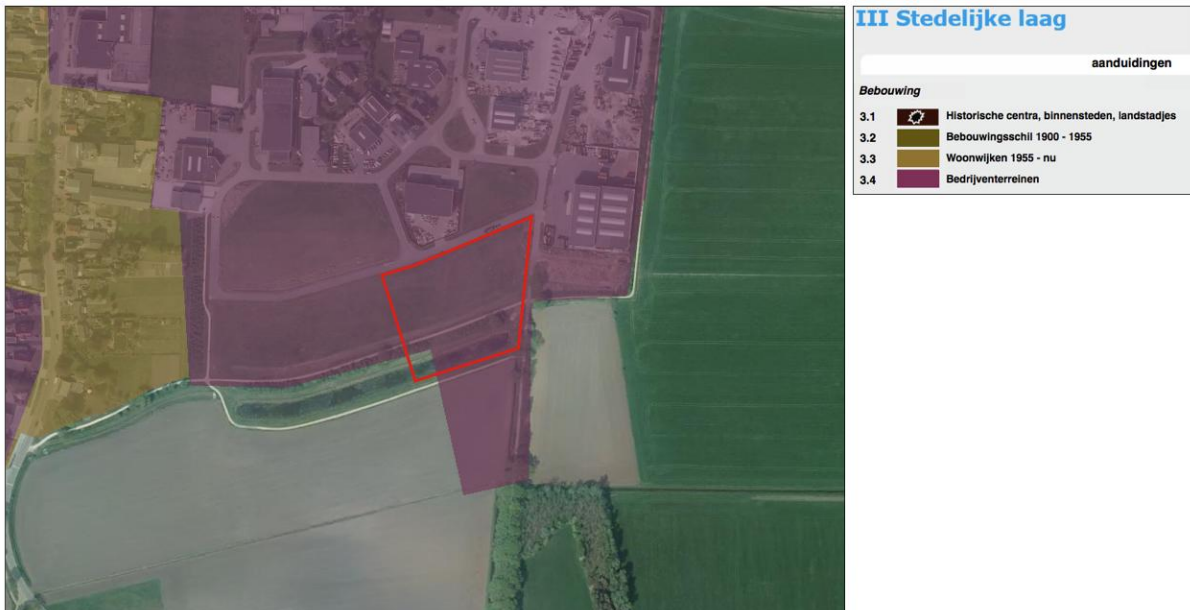 III Stedelijke laag
aanduidingen
Bebouwing
3.1 Historische centra, binnensteden, landstadjes
3.2 Bebouwingsschil 1900 - 1955
3.3 Woonwijken 1955 - nu
3.4 Bedrijventerreinen